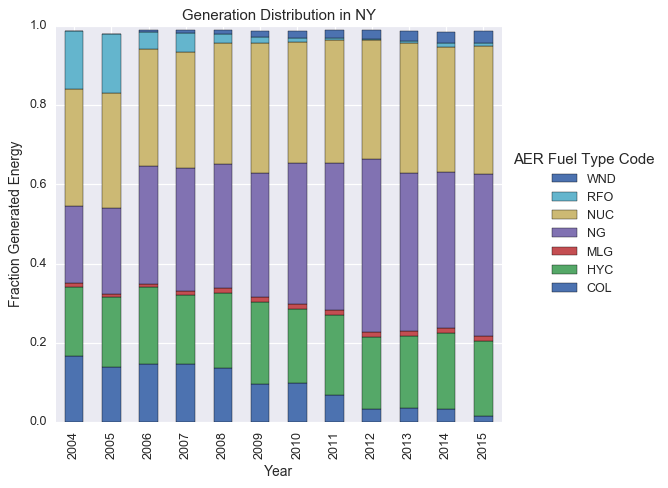 Generation Distribution in NY
1.0
0.8
0.6
0.4
0.2
0.0
Fraction Generated Energy
2004 2005 2006 2007 2008 2009 2010 2011 2012 2013 2014 2015
Year
AER Fuel Type Code
WND
RFO
NUC
NG
MLG
HYC
COL